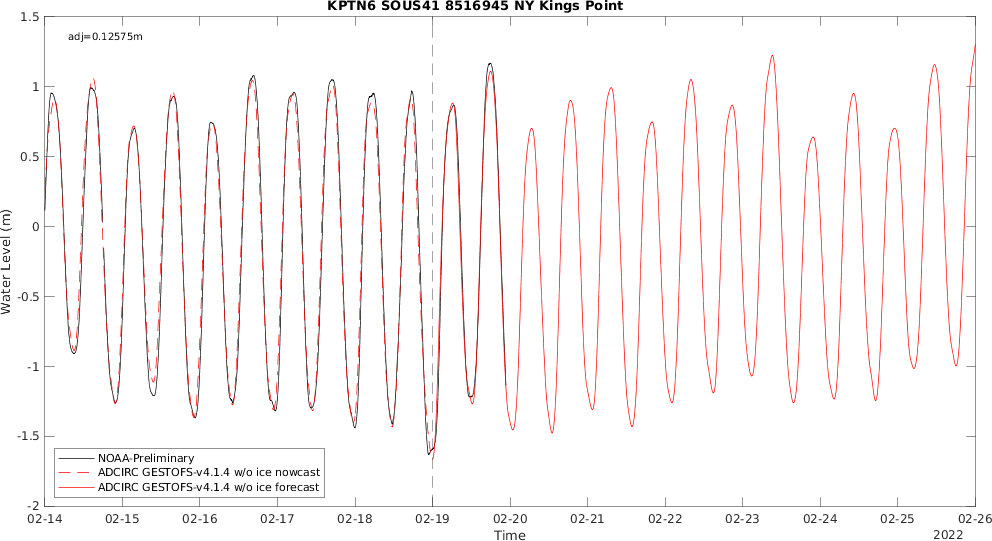 KPTN6 SOUS41 8516945 NY Kings Point
adj=0.12575m
1.5
1
0.5
0
-0.5
-1
-1.5
-2
Water Level (m)
NOAA-Preliminary
ADCIRC GESTOFS-v4.1.4 w/o ice nowcast
ADCIRC GESTOFS-v4.1.4 w/o ice forecast
02-14 02-15 02-16 02-17 02-18 02-19 02-20 02-21 02-22 02-23 02-24 02-25 02-26
Time
2022